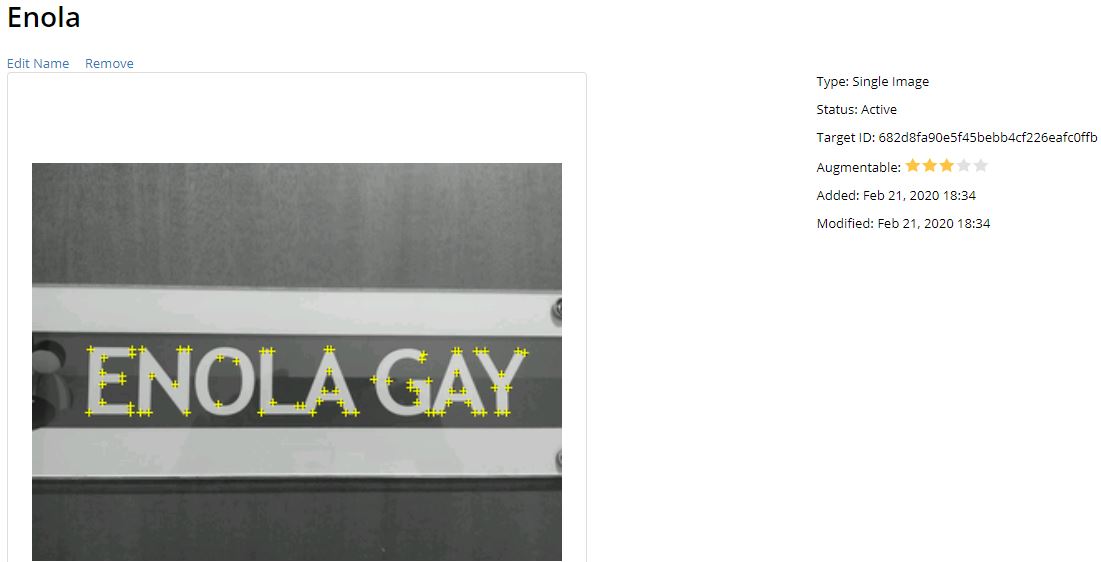 Enola
Edit Name Remove
Type: Single Image
Status: Active
Target ID: 682d8fa90e5f45bebb4cf226eafc0ffb
Augmentable:
Added: Feb 21, 2020 18:34
Modified: Feb 21, 2020 18:34
ENOLA GAY